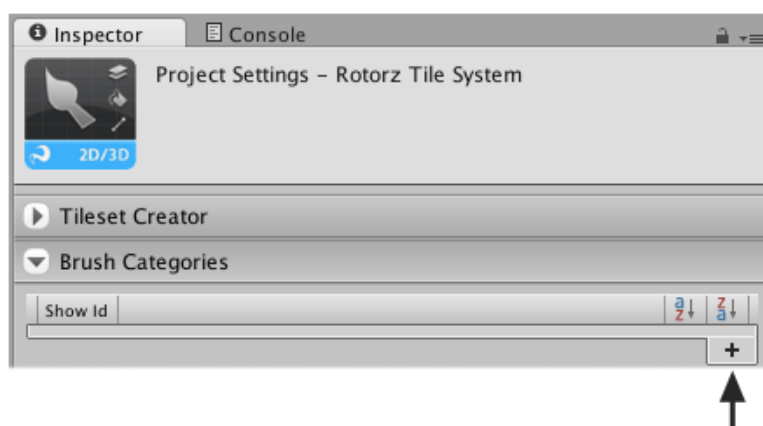 Inspector
Console
Project Settings – Rotorz Tile System
2D/3D
Tileset Creator
Brush Categories
Show Id
a
z
z
a
+